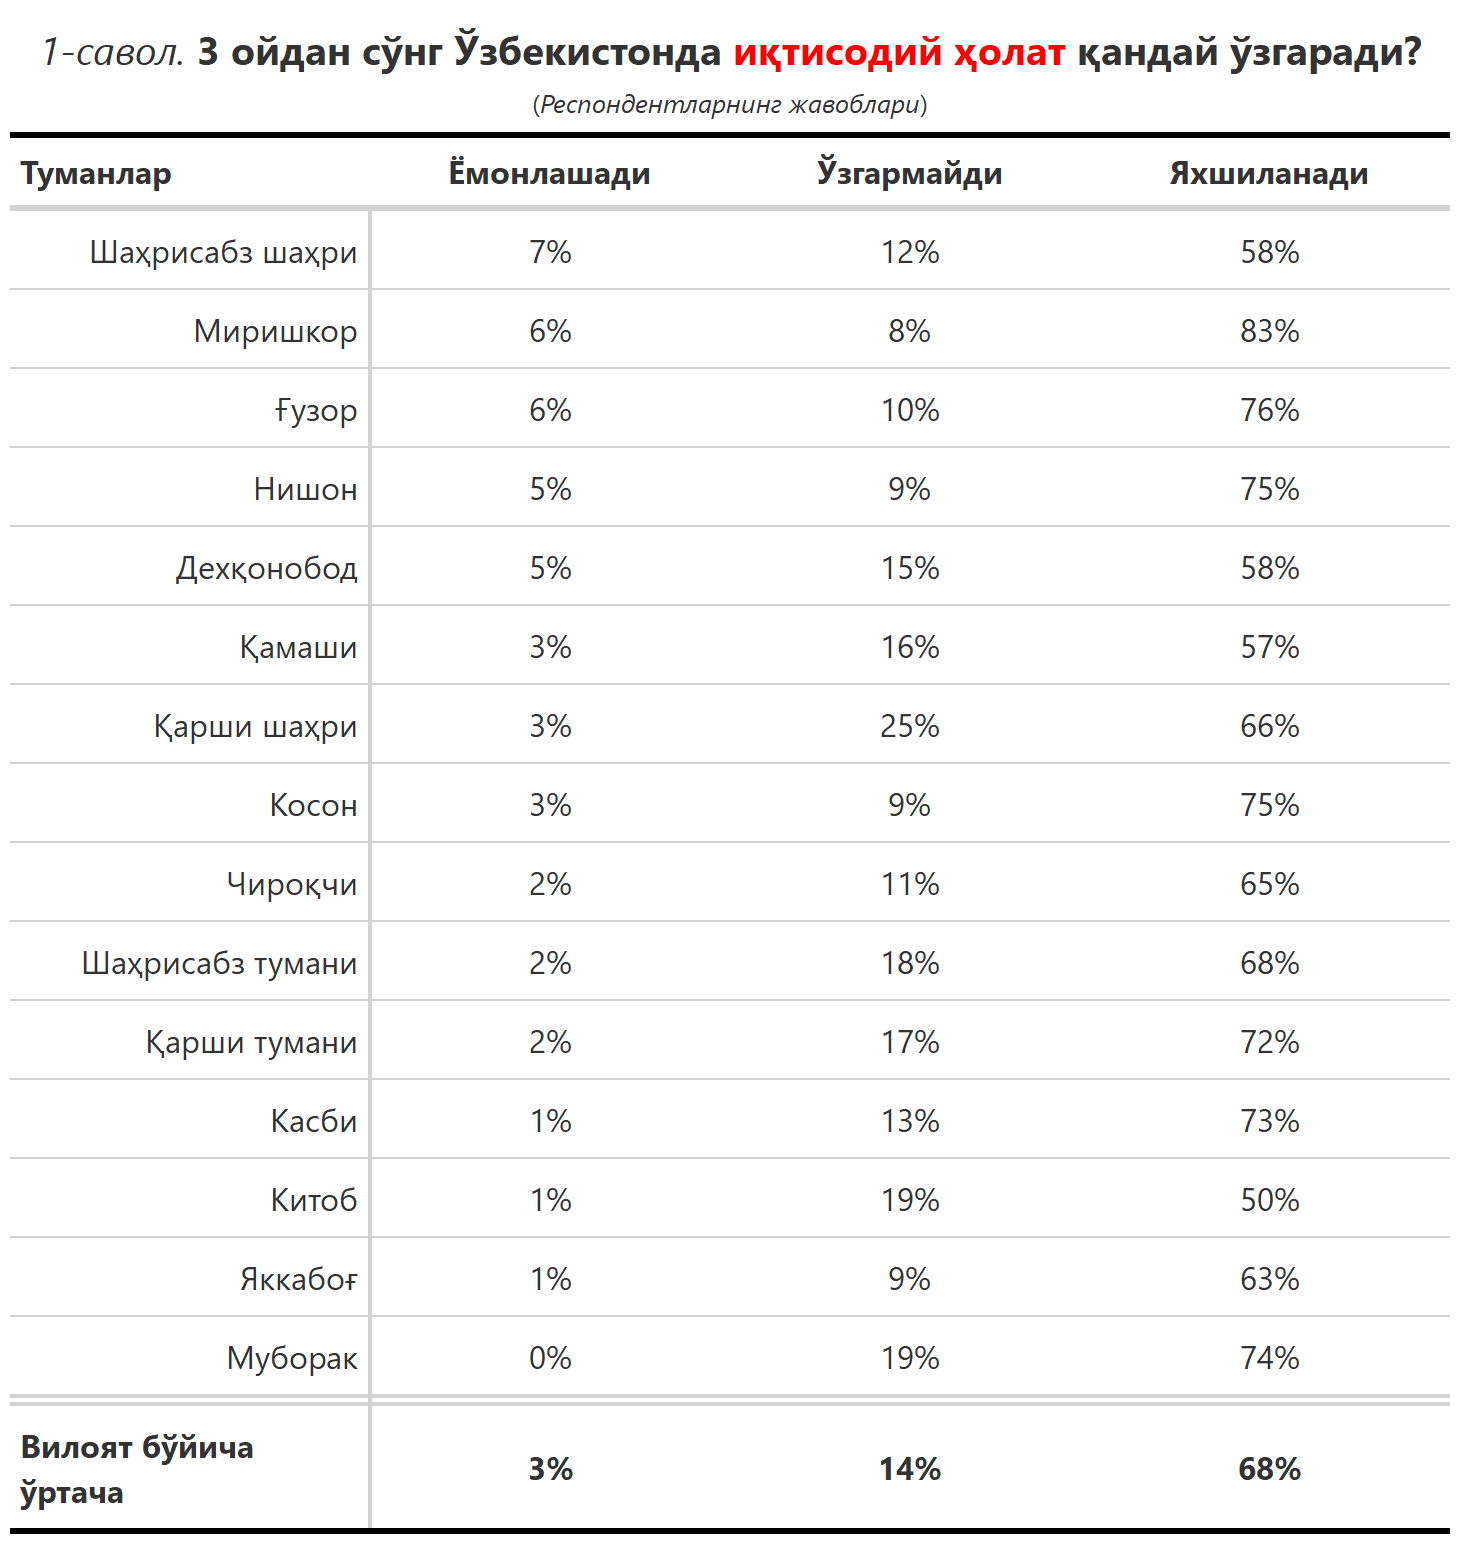 1-савол. 3 ойдан сўнг Ўзбекистонда иқтисодий ҳолат қандай ўзгаради?
(Респондентларнинг жавоблари)
Туманлар Ёмонлашади Ўзгармайди Яхшиланади
Шаҳрисабз шаҳри 7% 12% 58%
Миришкор 6% 8% 83%
Ғузор 6% 10% 76%
Нишон 5% 9% 75%
Дехқонобод 5% 15% 58%
Қамаши 3% 16% 57%
Қарши шаҳри 3% 25% 66%
Косон 3% 9% 75%
Чироқчи 2% 11% 65%
Шаҳрисабз тумани 2% 18% 68%
Қарши тумани 2% 17% 72%
Касби 1% 13% 73%
Китоб 1% 19% 50%
Яккабоғ 1% 9% 63%
Муборак 0% 19% 74%
Вилоят бўйича
ўртача 3% 14% 68%